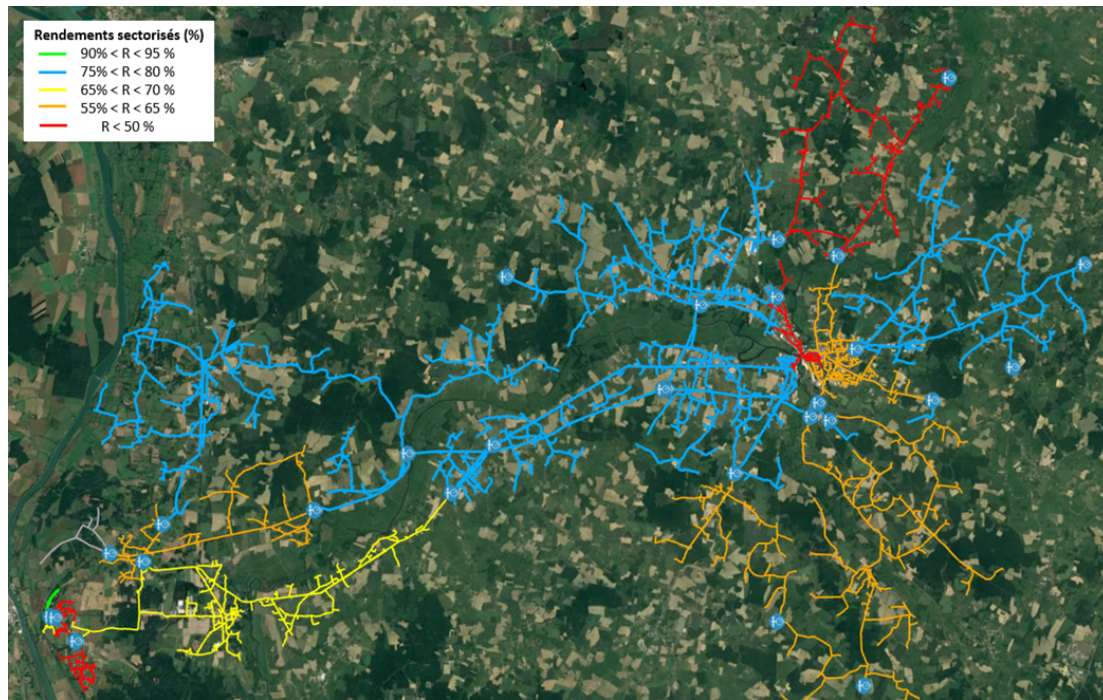 Rendements sectorisés (%)
90% < R < 95 %
75% < R < 80 %
65% < R < 70 %
55% < R < 65 %
R < 50 %